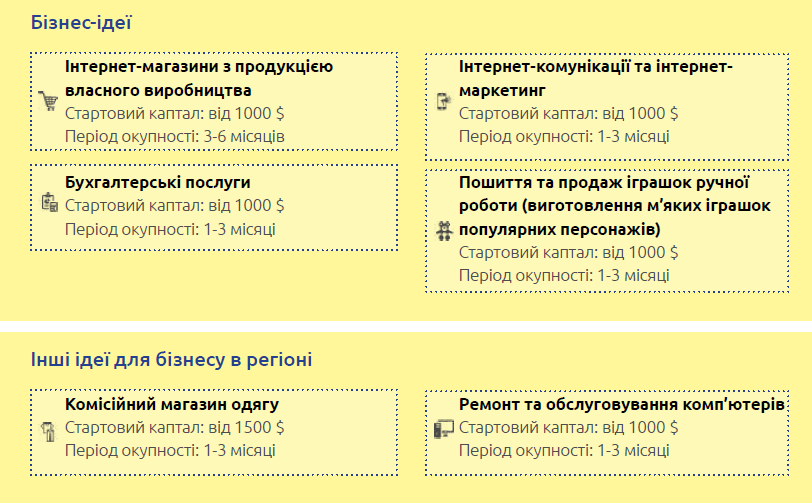 Бізнес-ідеї
Інтернет-магазини з продукцією
власного виробництва
Стартовий каптал: від 1000 $
Період окупності: 3-6 місяців
Інтернет-комунікації та інтернет-
маркетинг
Стартовий каптал: від 1000 $
Період окупності: 1-3 місяці
Бухгалтерські послуги
Стартовий каптал: від 1000 $
Період окупності: 1-3 місяці
Пошиття та продаж іграшок ручної
роботи (виготовлення м’яких іграшок
популярних персонажів)
Стартовий каптал: від 1000 $
Період окупності: 1-3 місяці
Інші ідеї для бізнесу в регіоні
Комісійний магазин одягу
Стартовий каптал: від 1500 $
Період окупності: 1-3 місяці
Ремонт та обслуговування комп’ютерів
Стартовий каптал: від 1000 $
Період окупності: 1-3 місяці